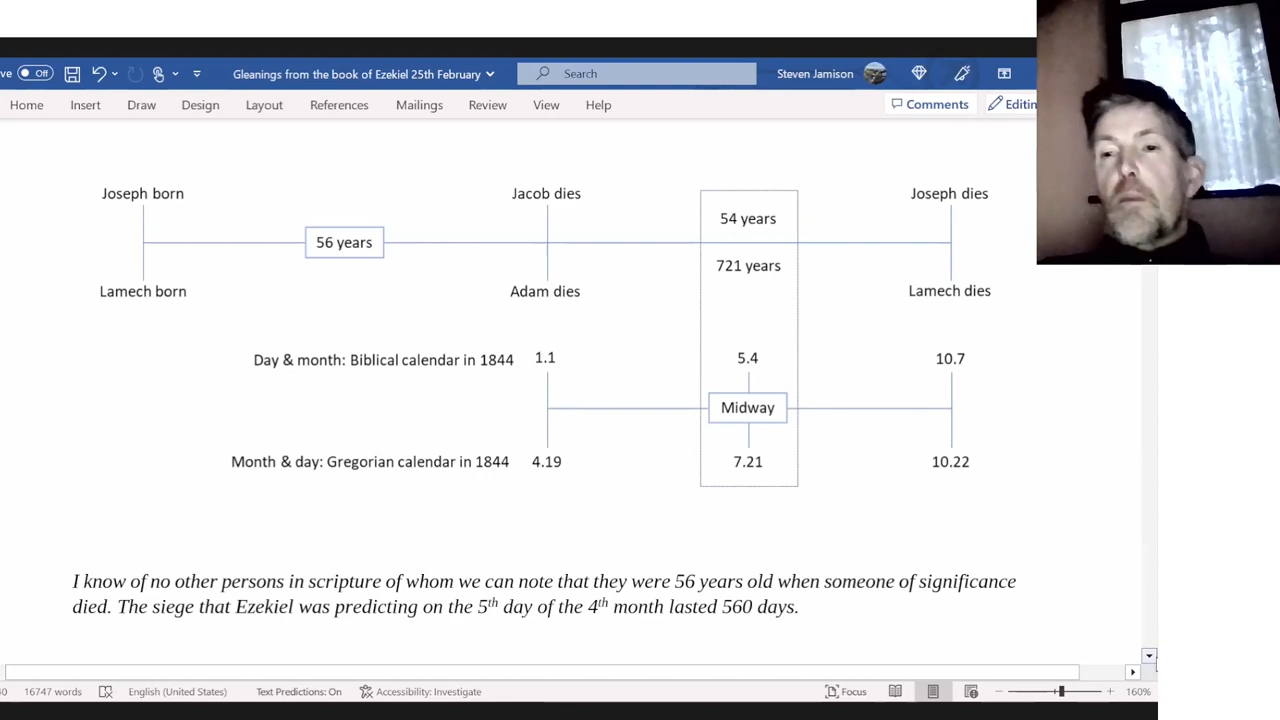 ve Off Gleanings from the book of Ezekiel 25th February Search Steven Jamison
Home Insert Draw Design Layout References Mailings Review View Help Comments Editin
Joseph born Jacob dies Joseph dies
54 years
56 years
721 years
Lamech born Adam dies Lamech dies
Day & month: Biblical calendar in 1844 1.1 5.4 10.7
Midway
Month & day: Gregorian calendar in 1844 4.19 7.21 10.22
I know of no other persons in scripture of whom we can note that they were 56 years old when someone of significance
died. The siege that Ezekiel was predicting on the 5th day of the 4th month lasted 560 days.
0 16747 words English (United States) Text Predictions: On Accessibility: Investigate Focus 160%